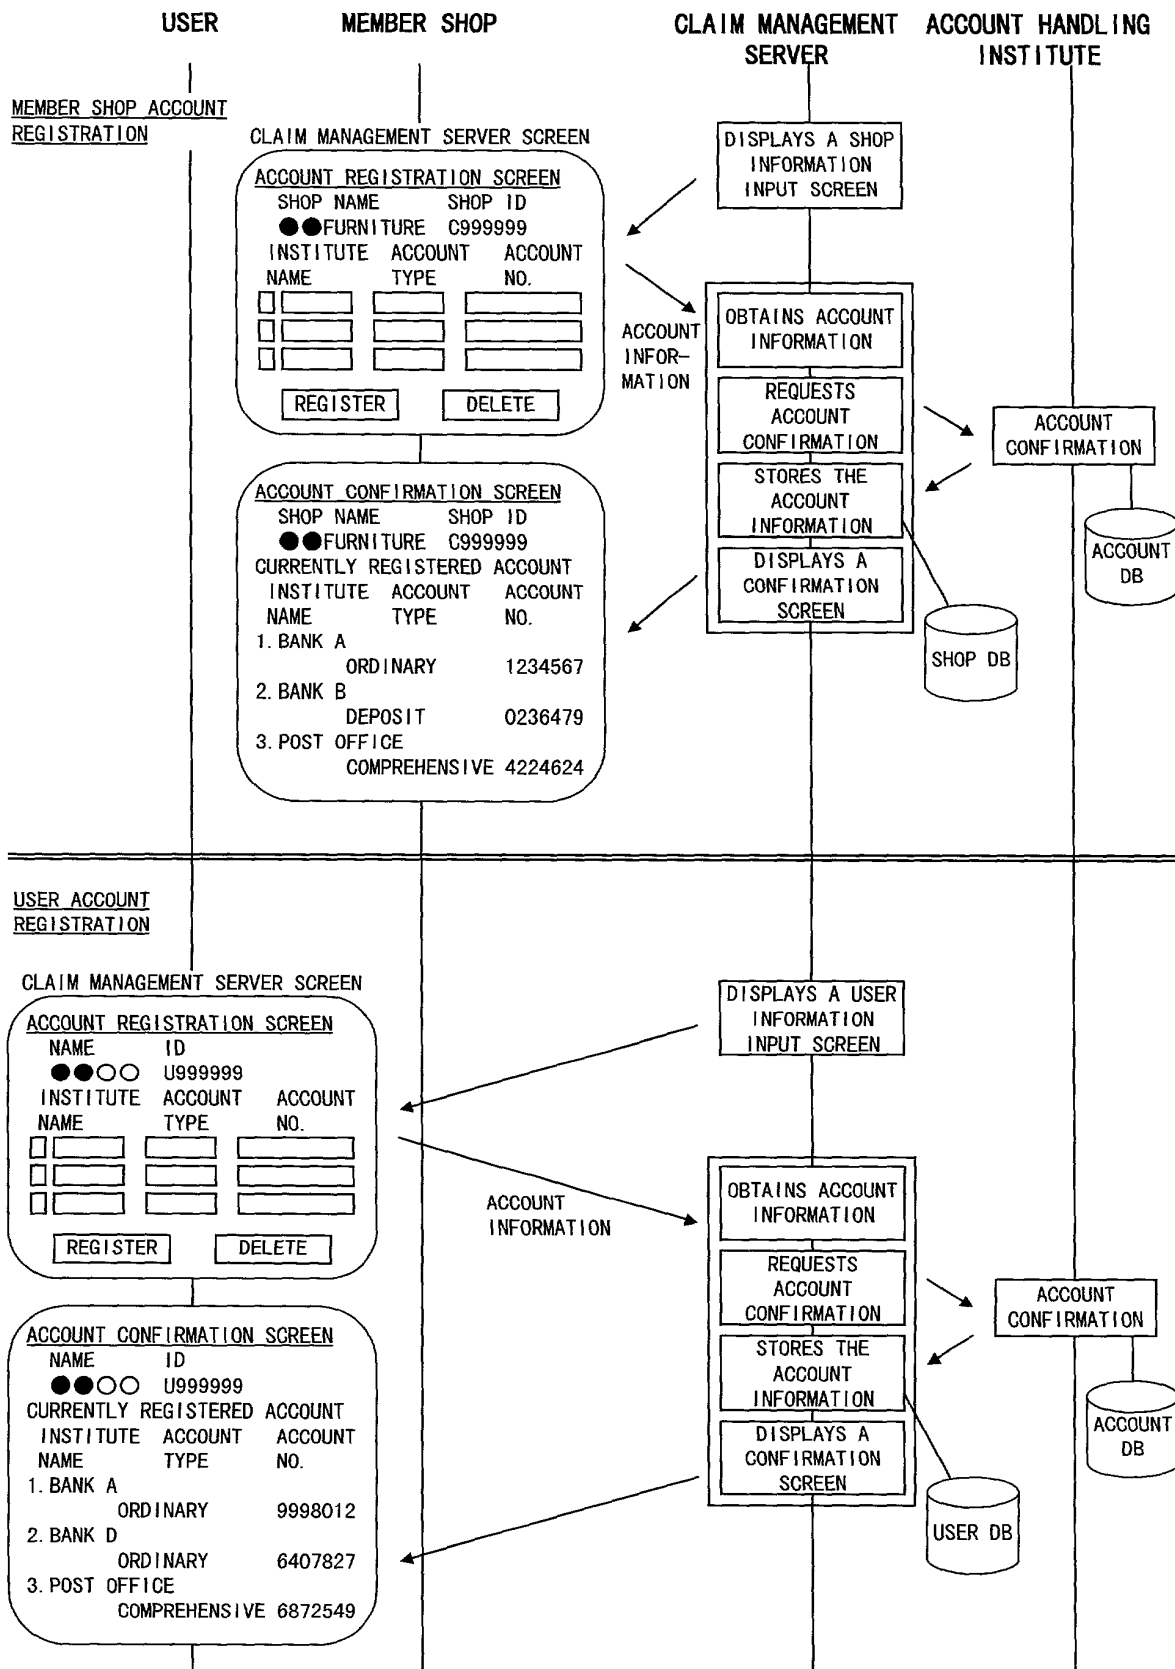 USER
MEMBER SHOP
CLAIM MANAGEMENT
SERVER
ACCOUNT HANDLING
INSTITUTE
MEMBER SHOP ACCOUNT
REGISTRATION
CLAIM MANAGEMENT SERVER SCREEN
ACCOUNT REGISTRATION SCREEN
SHOP NAME SHOP ID
●●FURNITURE C999999
INSTITUTE ACCOUNT ACCOUNT
NAME TYPE NO.
REGISTER DELETE
DISPLAYS A SHOP
INFORMATION
INPUT SCREEN
ACCOUNT
INFOR-
MATION
OBTAINS ACCOUNT
INFORMATION
REQUESTS
ACCOUNT
CONFIRMATION
STORES THE
ACCOUNT
INFORMATION
DISPLAYS A
CONFIRMATION
SCREEN
ACCOUNT
CONFIRMATION
ACCOUNT
DB
SHOP DB
ACCOUNT CONFIRMATION SCREEN
SHOP NAME SHOP ID
●●FURNITURE C999999
CURRENTLY REGISTERED ACCOUNT
INSTITUTE ACCOUNT ACCOUNT
NAME TYPE NO.
1. BANK A
ORDINARY 1234567
2. BANK B
DEPOSIT 0236479
3. POST OFFICE
COMPREHENSIVE 4224624
USER ACCOUNT
REGISTRATION
CLAIM MANAGEMENT SERVER SCREEN
ACCOUNT REGISTRATION SCREEN
NAME ID
●●○○ U999999
INSTITUTE ACCOUNT ACCOUNT
NAME TYPE NO.
REGISTER DELETE
DISPLAYS A USER
INFORMATION
INPUT SCREEN
ACCOUNT
INFORMATION
OBTAINS ACCOUNT
INFORMATION
REQUESTS
ACCOUNT
CONFIRMATION
STORES THE
ACCOUNT
INFORMATION
DISPLAYS A
CONFIRMATION
SCREEN
ACCOUNT
CONFIRMATION
ACCOUNT
DB
USER DB
ACCOUNT CONFIRMATION SCREEN
NAME ID
●●○○ U999999
CURRENTLY REGISTERED ACCOUNT
INSTITUTE ACCOUNT ACCOUNT
NAME TYPE NO.
1. BANK A
ORDINARY 9998012
2. BANK D
ORDINARY 6407827
3. POST OFFICE
COMPREHENSIVE 6872549